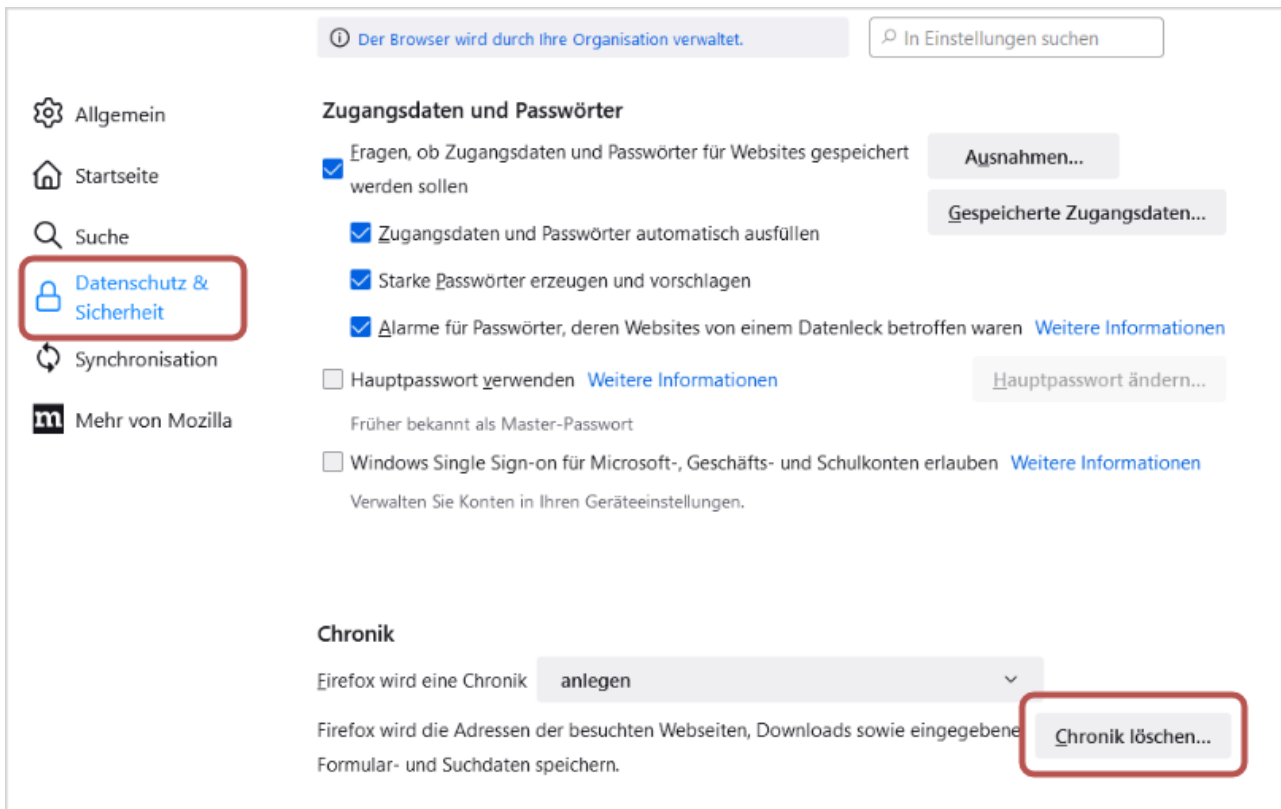 Der Browser wird durch Ihre Organisation verwaltet.
In Einstellungen suchen
Allgemein
Startseite
Suche
Datenschutz &
Sicherheit
Synchronisation
m Mehr von Mozilla
Zugangsdaten und Passwörter
Fragen, ob Zugangsdaten und Passwörter für Websites gespeichert
werden sollen
Ausnahmen...
Gespeicherte Zugangsdaten...
Zugangsdaten und Passwörter automatisch ausfüllen
Starke Passwörter erzeugen und vorschlagen
Alarme für Passwörter, deren Websites von einem Datenleck betroffen waren Weitere Informationen
Hauptpasswort verwenden Weitere Informationen
Hauptpasswort ändern...
Früher bekannt als Master-Passwort
Windows Single Sign-on für Microsoft-, Geschäfts- und Schulkonten erlauben Weitere Informationen
Verwalten Sie Konten in Ihren Geräteeinstellungen.
Chronik
Firefox wird eine Chronik anlegen
Firefox wird die Adressen der besuchten Webseiten, Downloads sowie eingegebene
Formular- und Suchdaten speichern.
Chronik löschen...